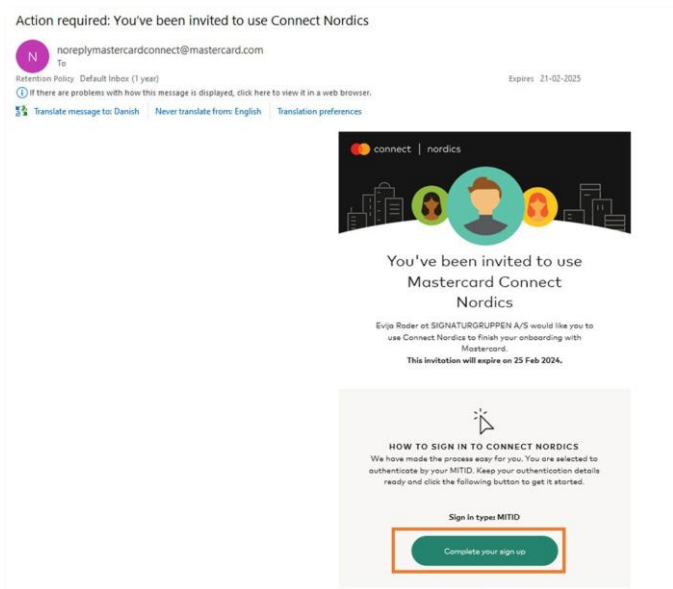 Action required: You've been invited to use Connect Nordics
N
noreplymastercardconnect@mastercard.com
To
Retention Policy Default Inbox (1 year)
Expires 21-02-2025
If there are problems with how this message is displayed, click here to view it in a web browser.
Translate message to: Danish Never translate from: English Translation preferences
connect | nordics
You've been invited to use
Mastercard Connect
Nordics
Evija Rader at SIGNATURGRUPPEN A/S would like you to
use Connect Nordics to finish your onboarding with
Mastercard.
This invitation will expire on 25 Feb 2024.
HOW TO SIGN IN TO CONNECT NORDICS
We have made the process easy for you. You are selected to
authenticate by your MITID. Keep your authentication details
ready and click the following button to get it started.
Sign in type: MITID
Complete your sign up